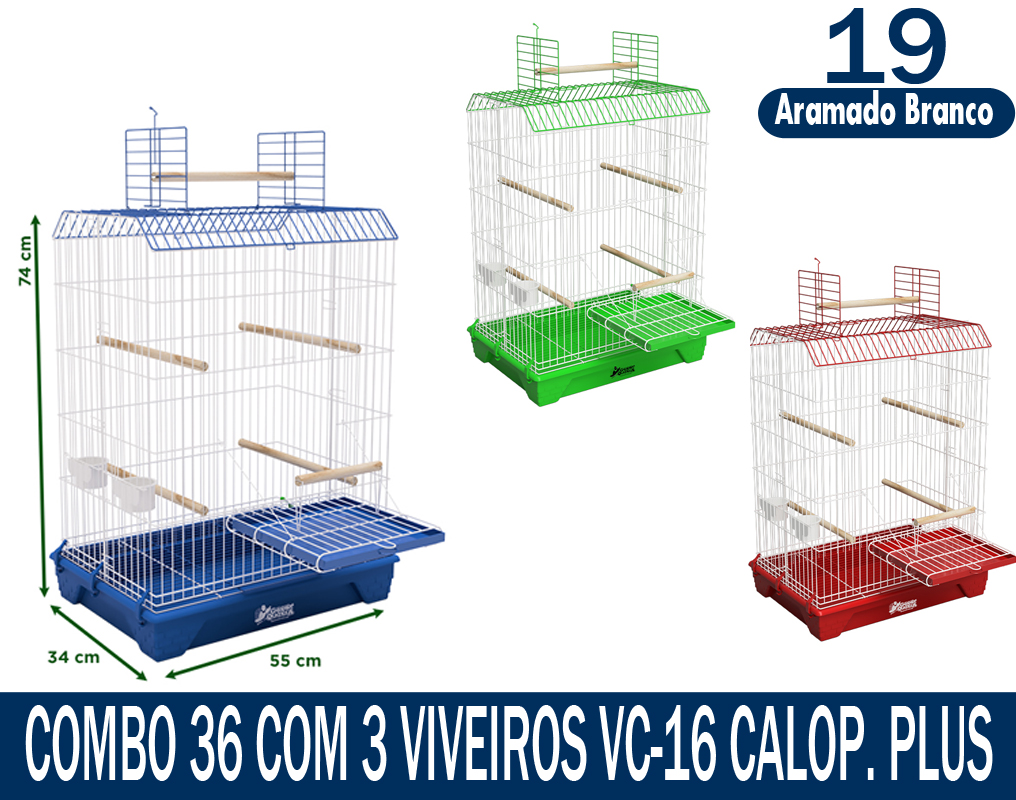 19
Aramado Branco
74 cm
34 cm
55 cm
COMBO 36 COM 3 VIVEIROS VC-16 CALOP. PLUS